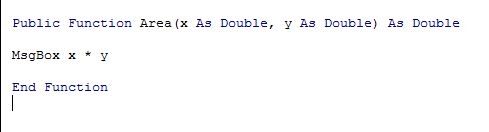 Public Function Area(x As Double, y As Double) As Double
MsgBox x * y
End Function